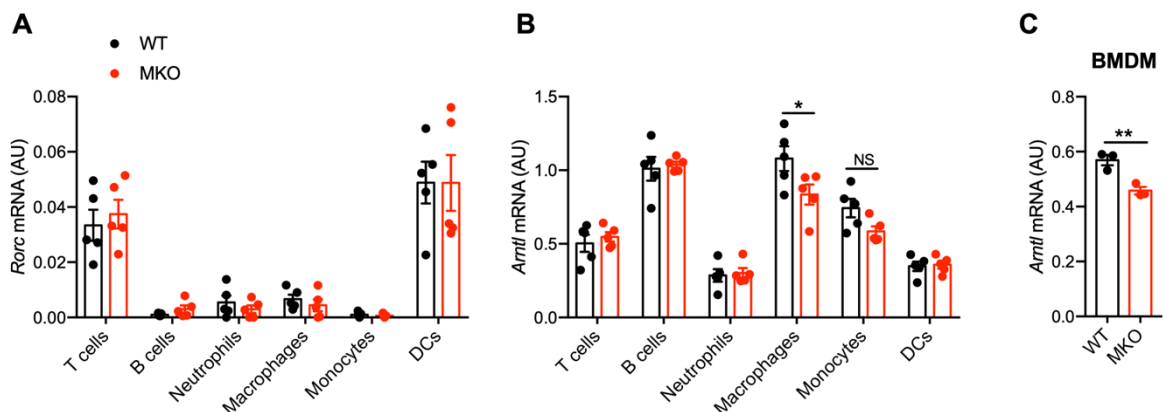 A
WT
MKO
Rorc mRNA (AU)
0.08
0.06
0.04
0.02
0.00
T cells
B cells
Neutrophils
Macrophages
Monocytes
DCs
B
Arntl mRNA (AU)
1.5
1.0
0.5
0.0
*
NS
T cells
B cells
Neutrophils
Macrophages
Monocytes
DCs
C
BMDM
Arntl mRNA (AU)
0.8
0.6
0.4
0.2
0.0
**
WT
MKO